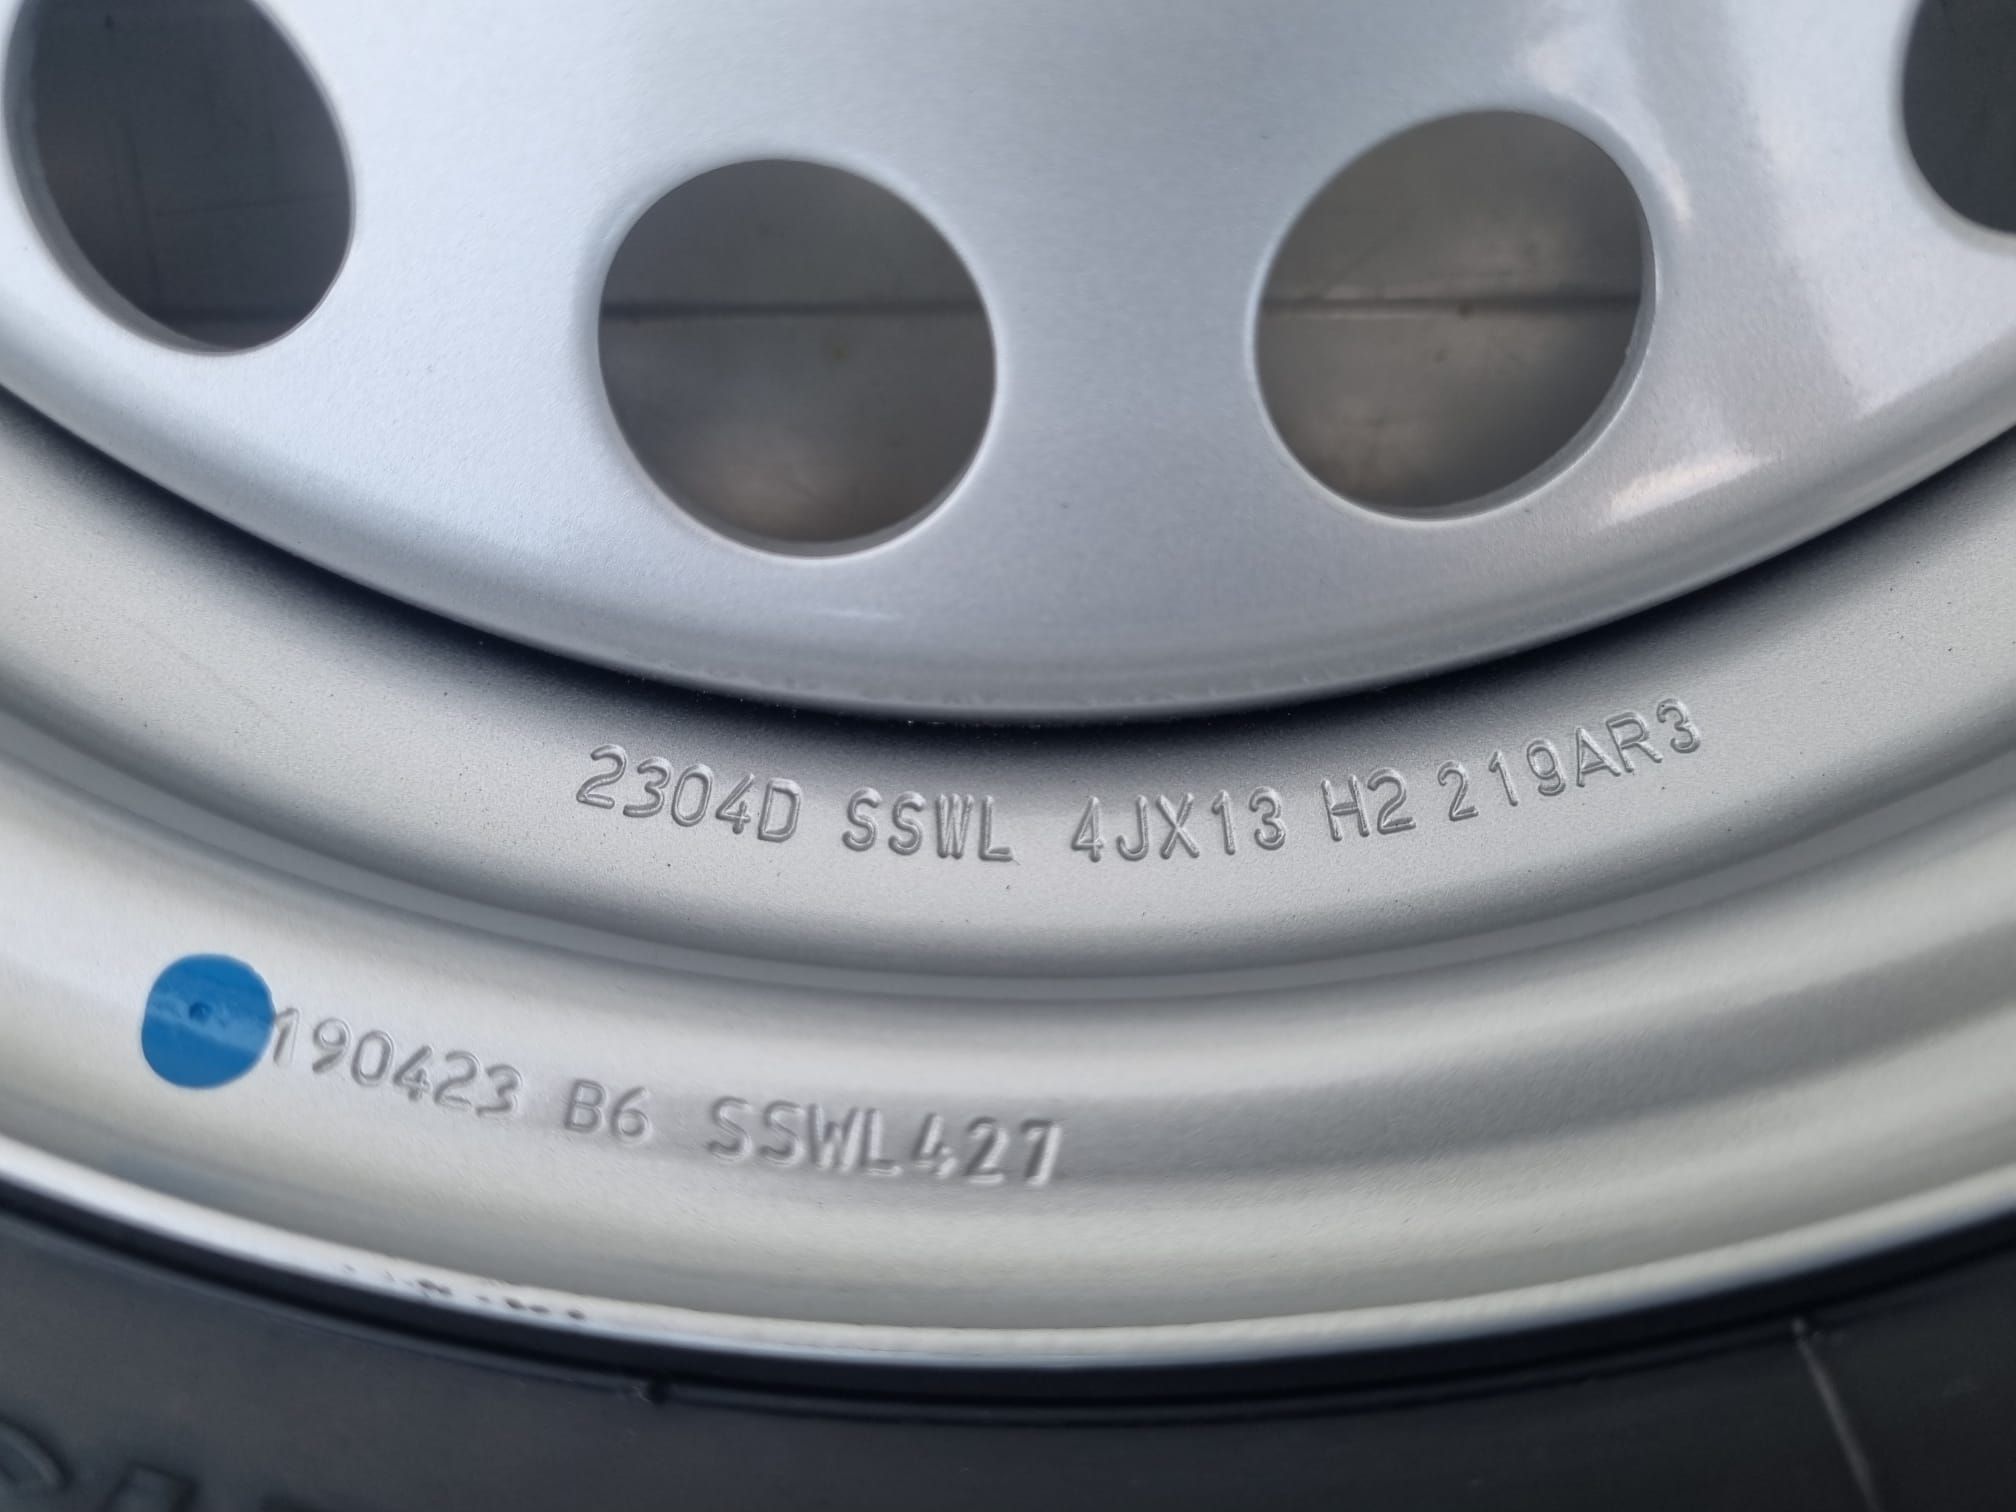 2304D SSWL 4JX13 H2 219AR3
190423 B6 SSWL427